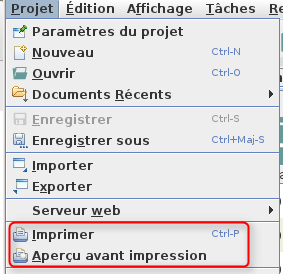 Projet Édition Affichage Tâches
Paramètres du projet
Nouveau Ctrl-N
Ouvrir Ctrl-O
Documents Récents
Enregistrer Ctrl-S
Enregistrer sous Ctrl+Maj-S
Importer
Exporter
Serveur web
Imprimer Ctrl-P
Aperçu avant impression